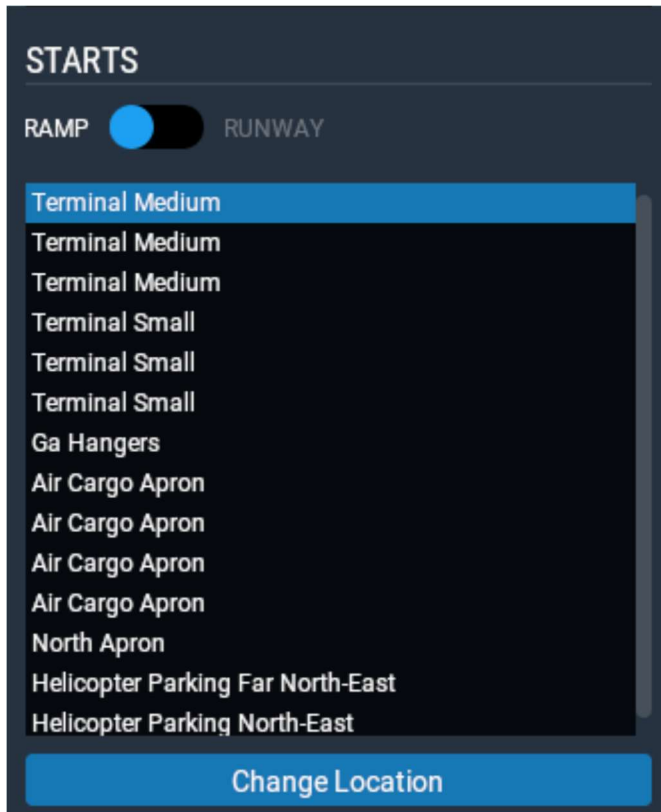 STARTS
RAMP RUNWAY
Terminal Medium
Terminal Medium
Terminal Medium
Terminal Small
Terminal Small
Terminal Small
Ga Hangers
Air Cargo Apron
Air Cargo Apron
Air Cargo Apron
Air Cargo Apron
North Apron
Helicopter Parking Far North-East
Helicopter Parking North-East
Change Location